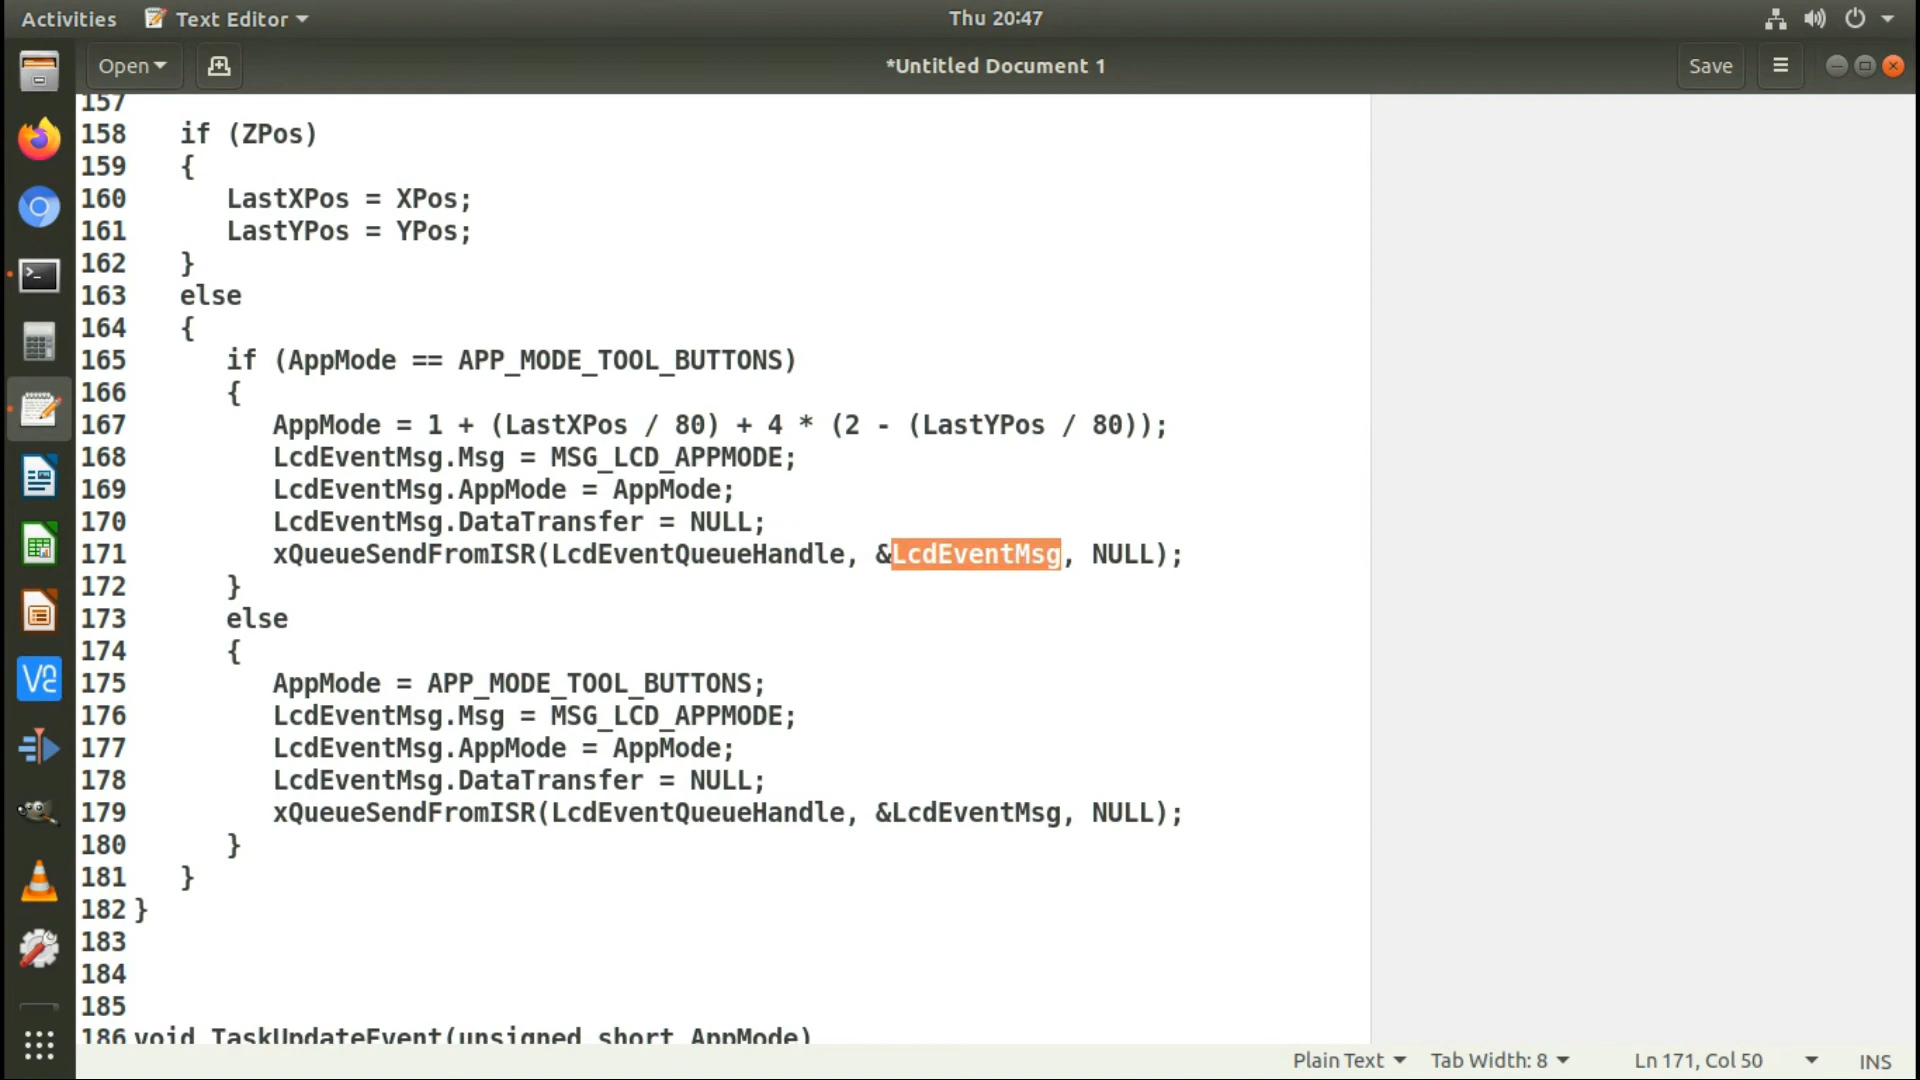 Activities Text Editor Thu 20:47
Open *Untitled Document 1 Save
157
158 if (ZPos)
159 {
160 LastXPos = XPos;
161 LastYPos = YPos;
162 }
163 else
164 {
165 if (AppMode == APP_MODE_TOOL_BUTTONS)
166 {
167 AppMode = 1 + (LastXPos / 80) + 4 * (2 - (LastYPos / 80));
168 LcdEventMsg.Msg = MSG_LCD_APPMODE;
169 LcdEventMsg.AppMode = AppMode;
170 LcdEventMsg.DataTransfer = NULL;
171 xQueueSendFromISR(LcdEventQueueHandle, &LcdEventMsg, NULL);
172 }
173 else
174 {
175 AppMode = APP_MODE_TOOL_BUTTONS;
176 LcdEventMsg.Msg = MSG_LCD_APPMODE;
177 LcdEventMsg.AppMode = AppMode;
178 LcdEventMsg.DataTransfer = NULL;
179 xQueueSendFromISR(LcdEventQueueHandle, &LcdEventMsg, NULL);
180 }
181 }
182 }
183
184
185
186 void TaskUpdateEvent(unsigned short AppMode)
Plain Text Tab Width: 8 Ln 171, Col 50 INS